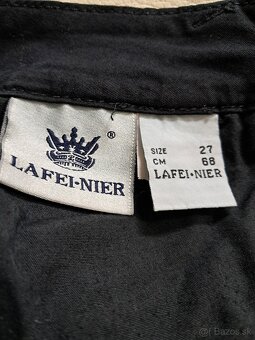 ®
LAFEI·NIER
SIZE 27
CM 68
LAFEI·NIER
Bazos.sk